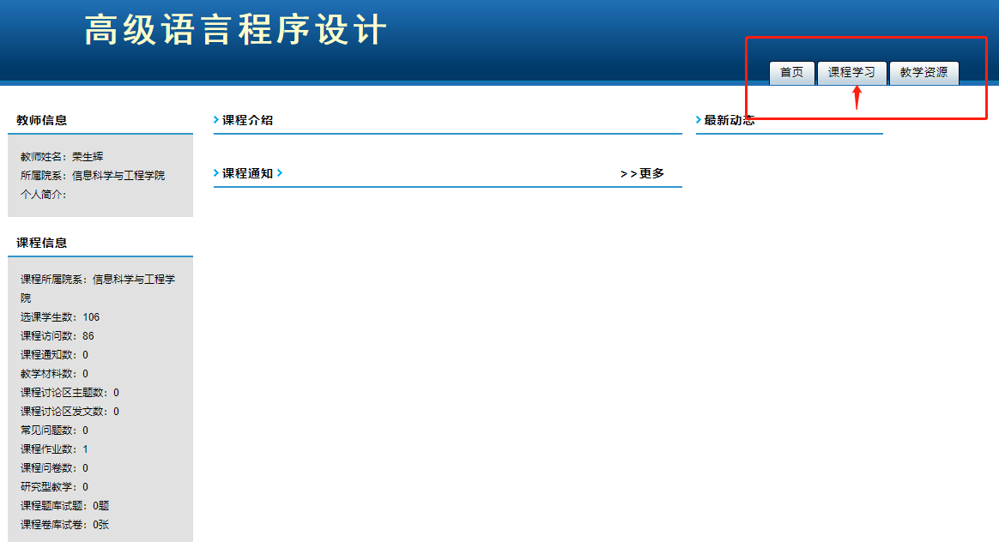 高级语言程序设计
首页 课程学习 教学资源
教师信息
教师姓名：荣生辉
所属院系：信息科学与工程学院
个人简介：
课程信息
课程所属院系：信息科学与工程学
院
选课学生数：106
课程访问数：86
课程通知数：0
教学材料数：0
课程讨论区主题数：0
课程讨论区发文数：0
常见问题数：0
课程作业数：1
课程问卷数：0
研究型教学：0
课程题库试题：0题
课程卷库试卷：0张
课程介绍
课程通知 >>更多
最新动态